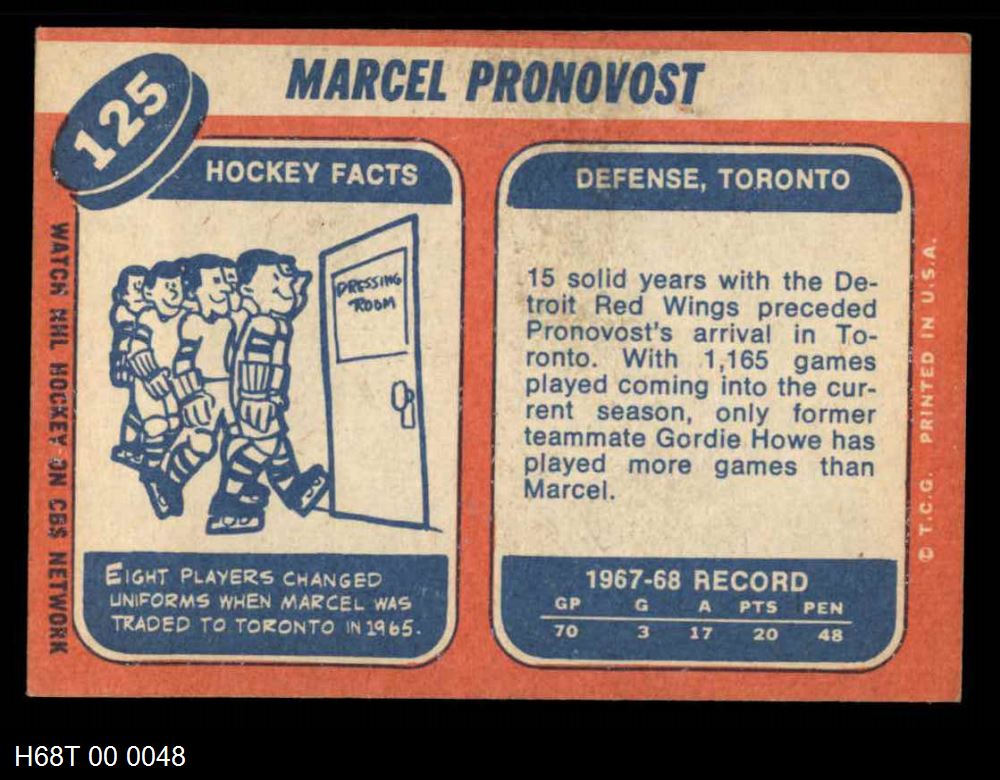 125
MARCEL PRONOVOST
HOCKEY FACTS
DRESSING
ROOM
EIGHT PLAYERS CHANGED
UNIFORMS WHEN MARCEL WAS
TRADED TO TORONTO IN 1965.
DEFENSE, TORONTO
15 solid years with the De-
troit Red Wings preceded
Pronovost's arrival in To-
ronto. With 1,165 games
played coming into the cur-
rent season, only former
teammate Gordie Howe has
played more games than
Marcel.
1967-68 RECORD
GP G A PTS PEN
70 3 17 20 48
WATCH NHL HOCKEY ON CBS NETWORK
© T.C.G. PRINTED IN U.S.A.
H68T 00 0048